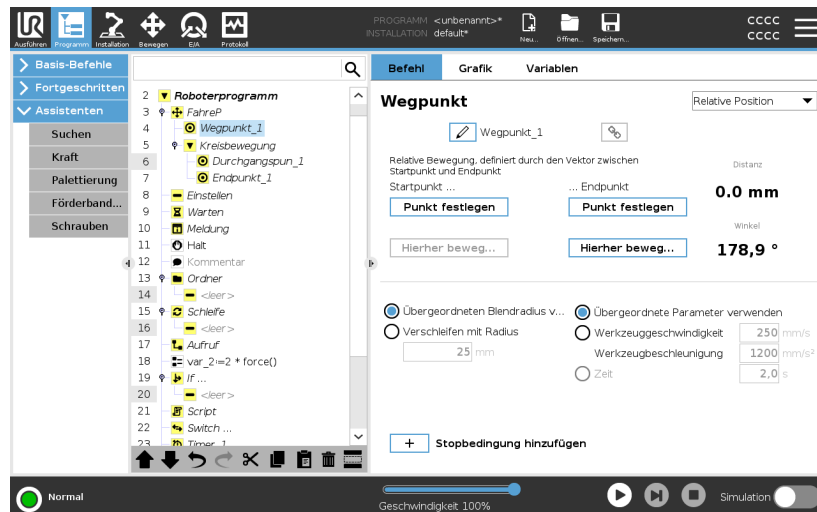 PROGRAMM <unbenannt>*
INSTALLATION default*
Ausführen Programm Installation Bewegen E/A Protokoll
Neu... Öffnen... Speichern...
cccc
cccc
Basis-Befehle
Fortgeschritten
Assistenten
Suchen
Kraft
Palettierung
Förderband...
Schrauben
2 Roboterprogramm
3 FahreP
4 Wegpunkt_1
5 Kreisbewegung
6 Durchgangspun_1
7 Endpunkt_1
8 Einstellen
9 Warten
10 Meldung
11 Halt
12 Kommentar
13 Ordner
14 <leer>
15 Schleife
16 <leer>
17 Aufruf
18 var_2:=2 * force()
19 If ...
20 <leer>
21 Script
22 Switch ...
23 Timer_1
Befehl Grafik Variablen
Wegpunkt
Relative Position
Wegpunkt_1
Relative Bewegung, definiert durch den Vektor zwischen
Startpunkt und Endpunkt
Startpunkt ... ... Endpunkt
Punkt festlegen Punkt festlegen
Hierher beweg... Hierher beweg...
Distanz
0.0 mm
Winkel
178,9 °
Übergeordneten Blendradius v...
Verschleifen mit Radius
25 mm
Übergeordnete Parameter verwenden
Werkzeuggeschwindigkeit 250 mm/s
Werkzeugbeschleunigung 1200 mm/s²
Zeit 2,0 s
+ Stopbedingung hinzufügen
Normal
Geschwindigkeit 100%
Simulation